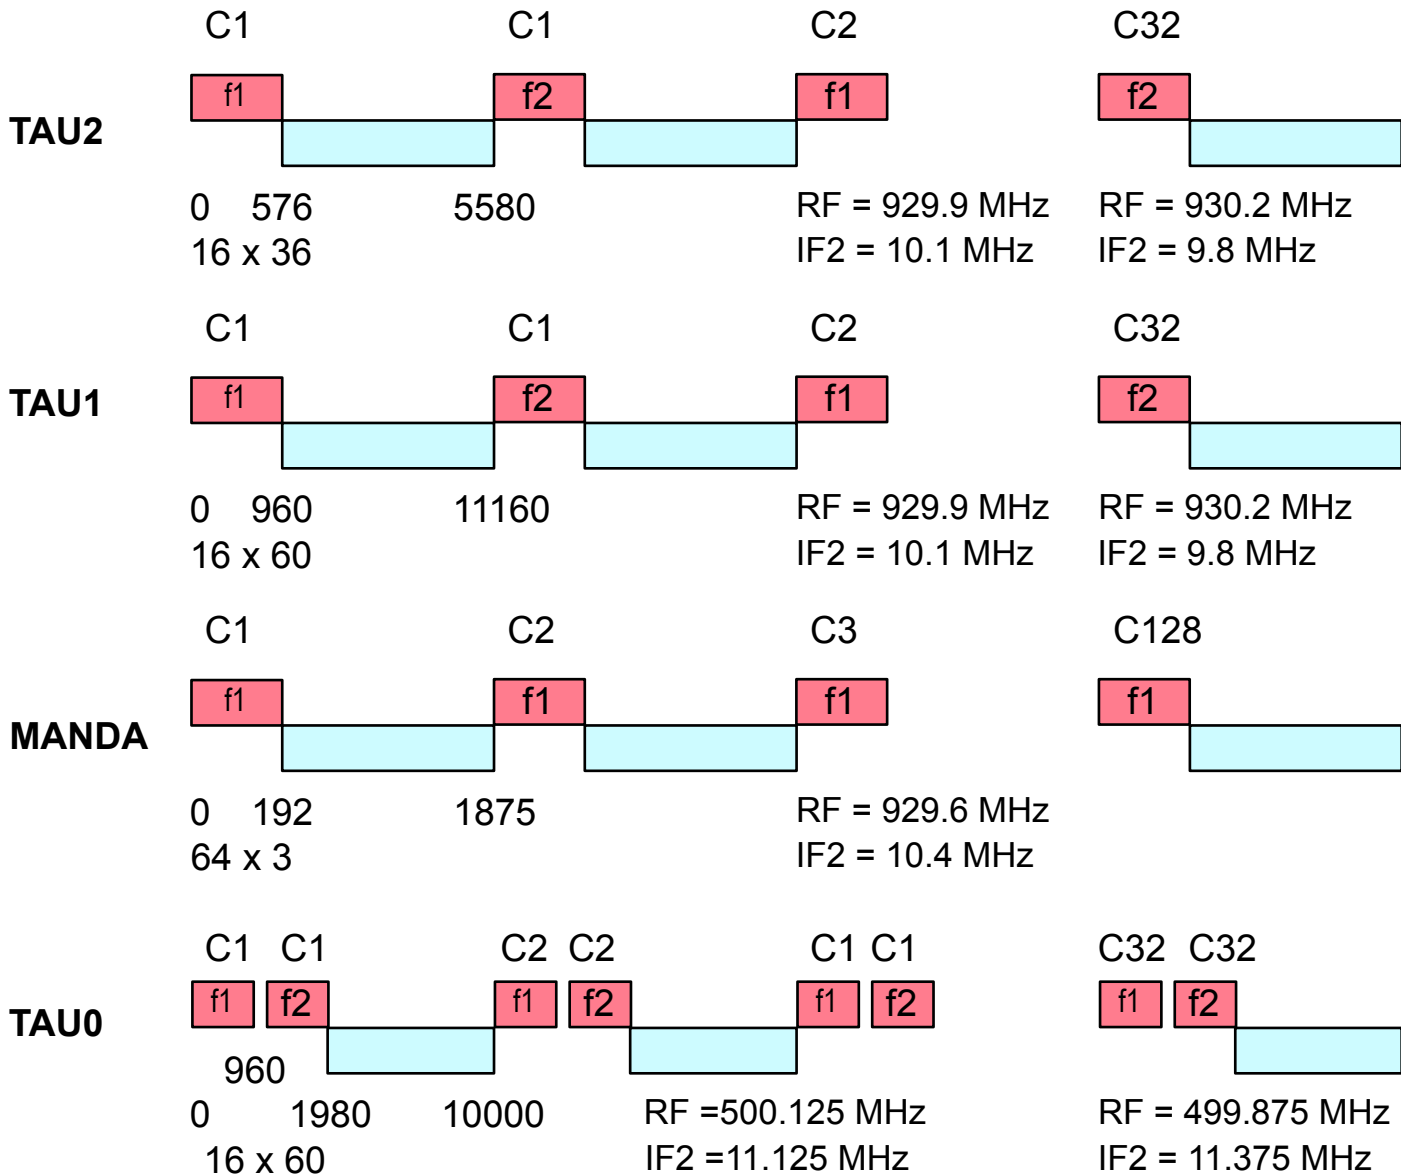 C1 C1 C2 C32
f1 f2 f1 f2
TAU2
0 576 5580 RF = 929.9 MHz RF = 930.2 MHz
16 x 36 IF2 = 10.1 MHz IF2 = 9.8 MHz
C1 C1 C2 C32
f1 f2 f1 f2
TAU1
0 960 11160 RF = 929.9 MHz RF = 930.2 MHz
16 x 60 IF2 = 10.1 MHz IF2 = 9.8 MHz
C1 C2 C3 C128
f1 f1 f1 f1
MANDA
0 192 1875 RF = 929.6 MHz
64 x 3 IF2 = 10.4 MHz
C1 C1 C2 C2 C1 C1 C32 C32
f1 f2 f1 f2 f1 f2 f1 f2
TAU0
960
0 1980 10000 RF =500.125 MHz RF = 499.875 MHz
16 x 60 IF2 =11.125 MHz IF2 = 11.375 MHz